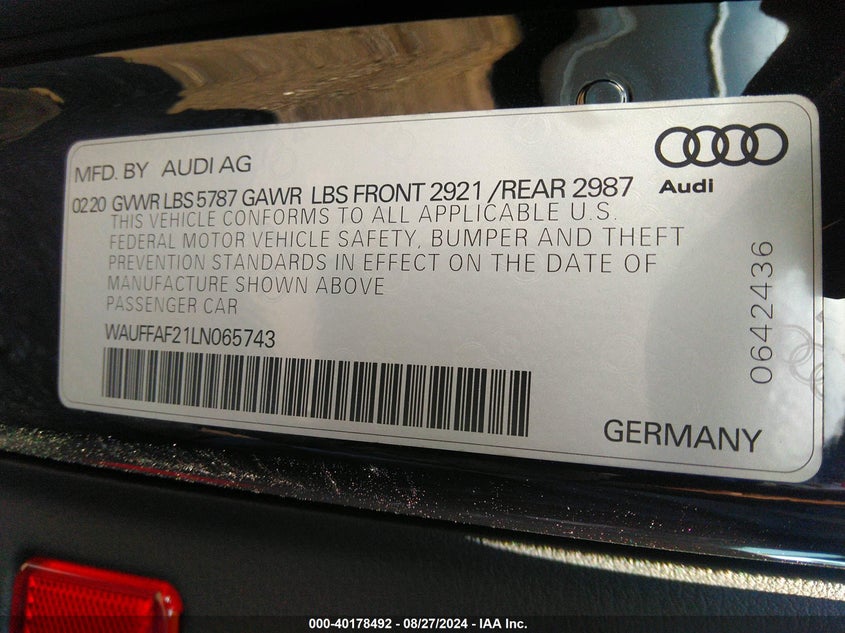 MFD. BY AUDI AG
Audi
02 20 GVWR LBS 5787 GAWR LBS FRONT 2921 /REAR 2987
THIS VEHICLE CONFORMS TO ALL APPLICABLE U.S.
FEDERAL MOTOR VEHICLE SAFETY, BUMPER AND THEFT
PREVENTION STANDARDS IN EFFECT ON THE DATE OF
MANUFACTURE SHOWN ABOVE
PASSENGER CAR
WAUFFAF21LN065743
0642436
GERMANY
000-40178492 - 08/27/2024 - IAA Inc.